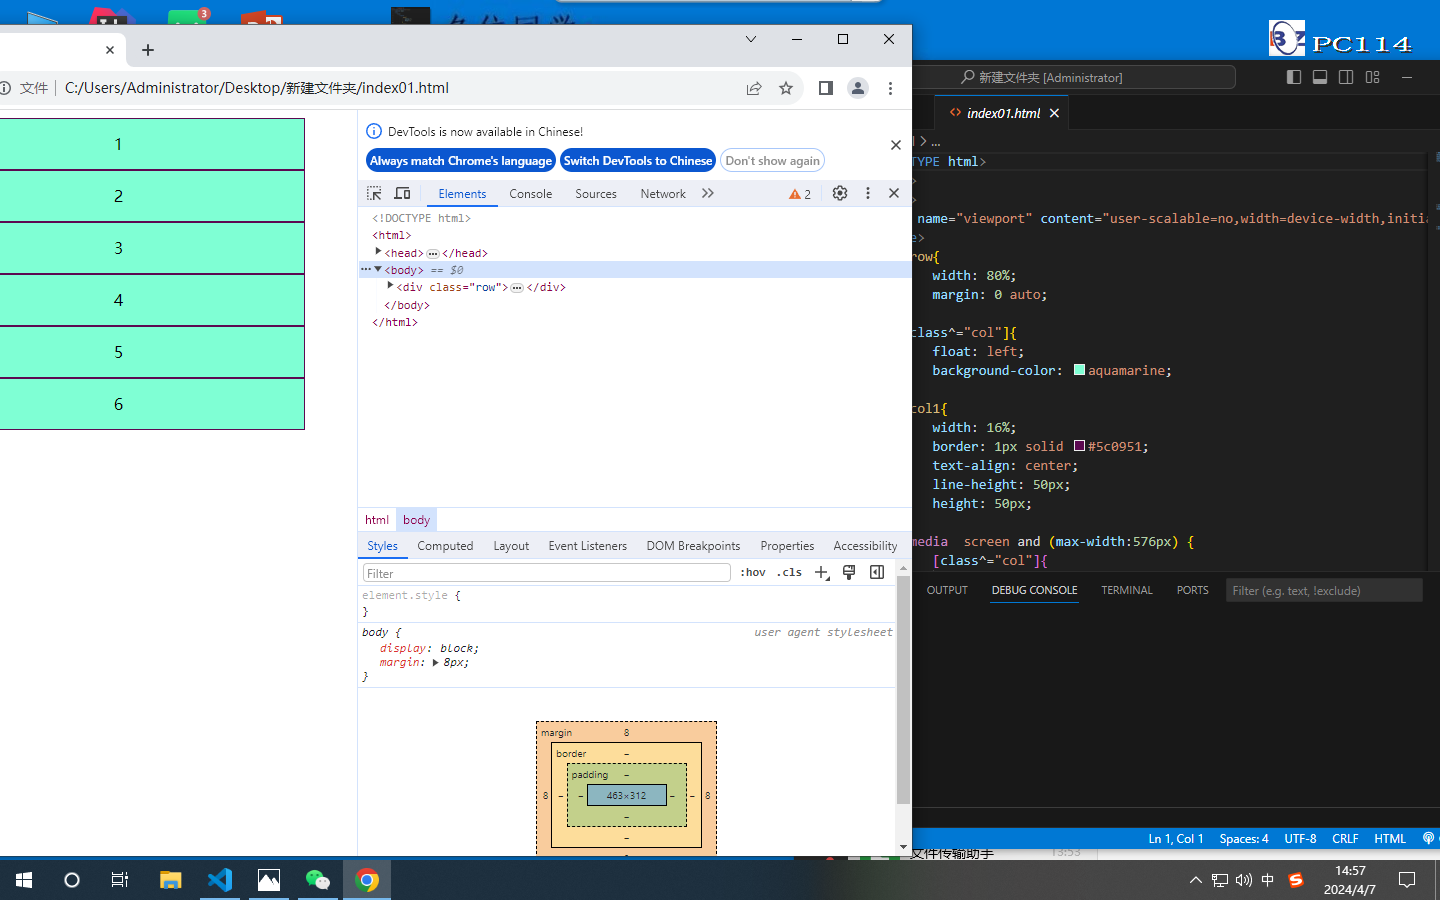 3
PC114
文件
C:/Users/Administrator/Desktop/新建文件夹/index01.html
1
2
3
4
5
6
DevTools is now available in Chinese!
Always match Chrome's language
Switch DevTools to Chinese
Don't show again
Elements
Console
Sources
Network
2
<!DOCTYPE html>
<html>
<head> ••• </head>
<body> == $0
<div class="row"> ••• </div>
</body>
</html>
html
body
Styles
Computed
Layout
Event Listeners
DOM Breakpoints
Properties
Accessibility
Filter
:hov
.cls
element.style {
}
body {
user agent stylesheet
display: block;
margin: 8px;
}
margin
8
border
–
padding
–
8
–
–
463×312
–
–
8
–
–
新建文件夹 [Administrator]
index01.html
TYPE html>
name="viewport" content="user-scalable=no,width=device-width,initia
e>
row{
width: 80%;
margin: 0 auto;
class^="col"]{
float: left;
background-color: aquamarine;
col1{
width: 16%;
border: 1px solid #5c0951;
text-align: center;
line-height: 50px;
height: 50px;
media screen and (max-width:576px) {
[class^="col"]{
OUTPUT
DEBUG CONSOLE
TERMINAL
PORTS
Filter (e.g. text, !exclude)
Ln 1, Col 1
Spaces: 4
UTF-8
CRLF
HTML
文件传输助手
13:53
中
14:57
2024/4/7